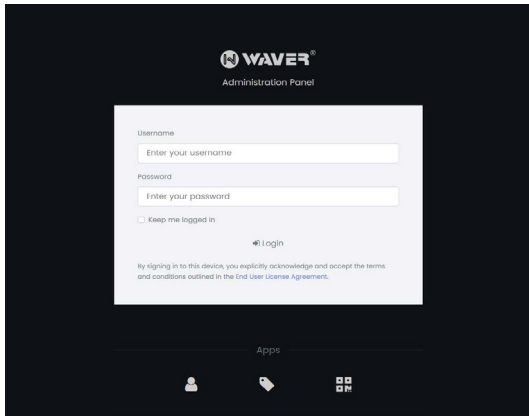 WAVER®
Administration Panel
Username
Enter your username
Password
Enter your password
Keep me logged in
Login
By signing in to this device, you explicitly acknowledge and accept the terms
and conditions outlined in the End User License Agreement.
Apps